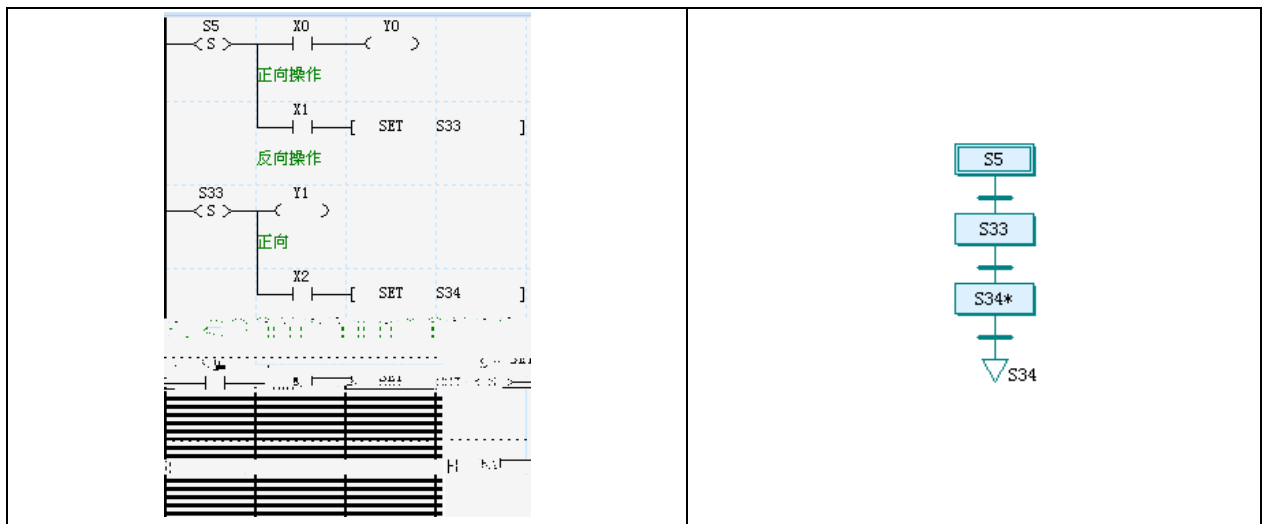 S5 X0 Y0
S
正向操作
X1
SET S33
反向操作
S33 Y1
S
正向
X2
SET S34
S5
S33
S34*
S34